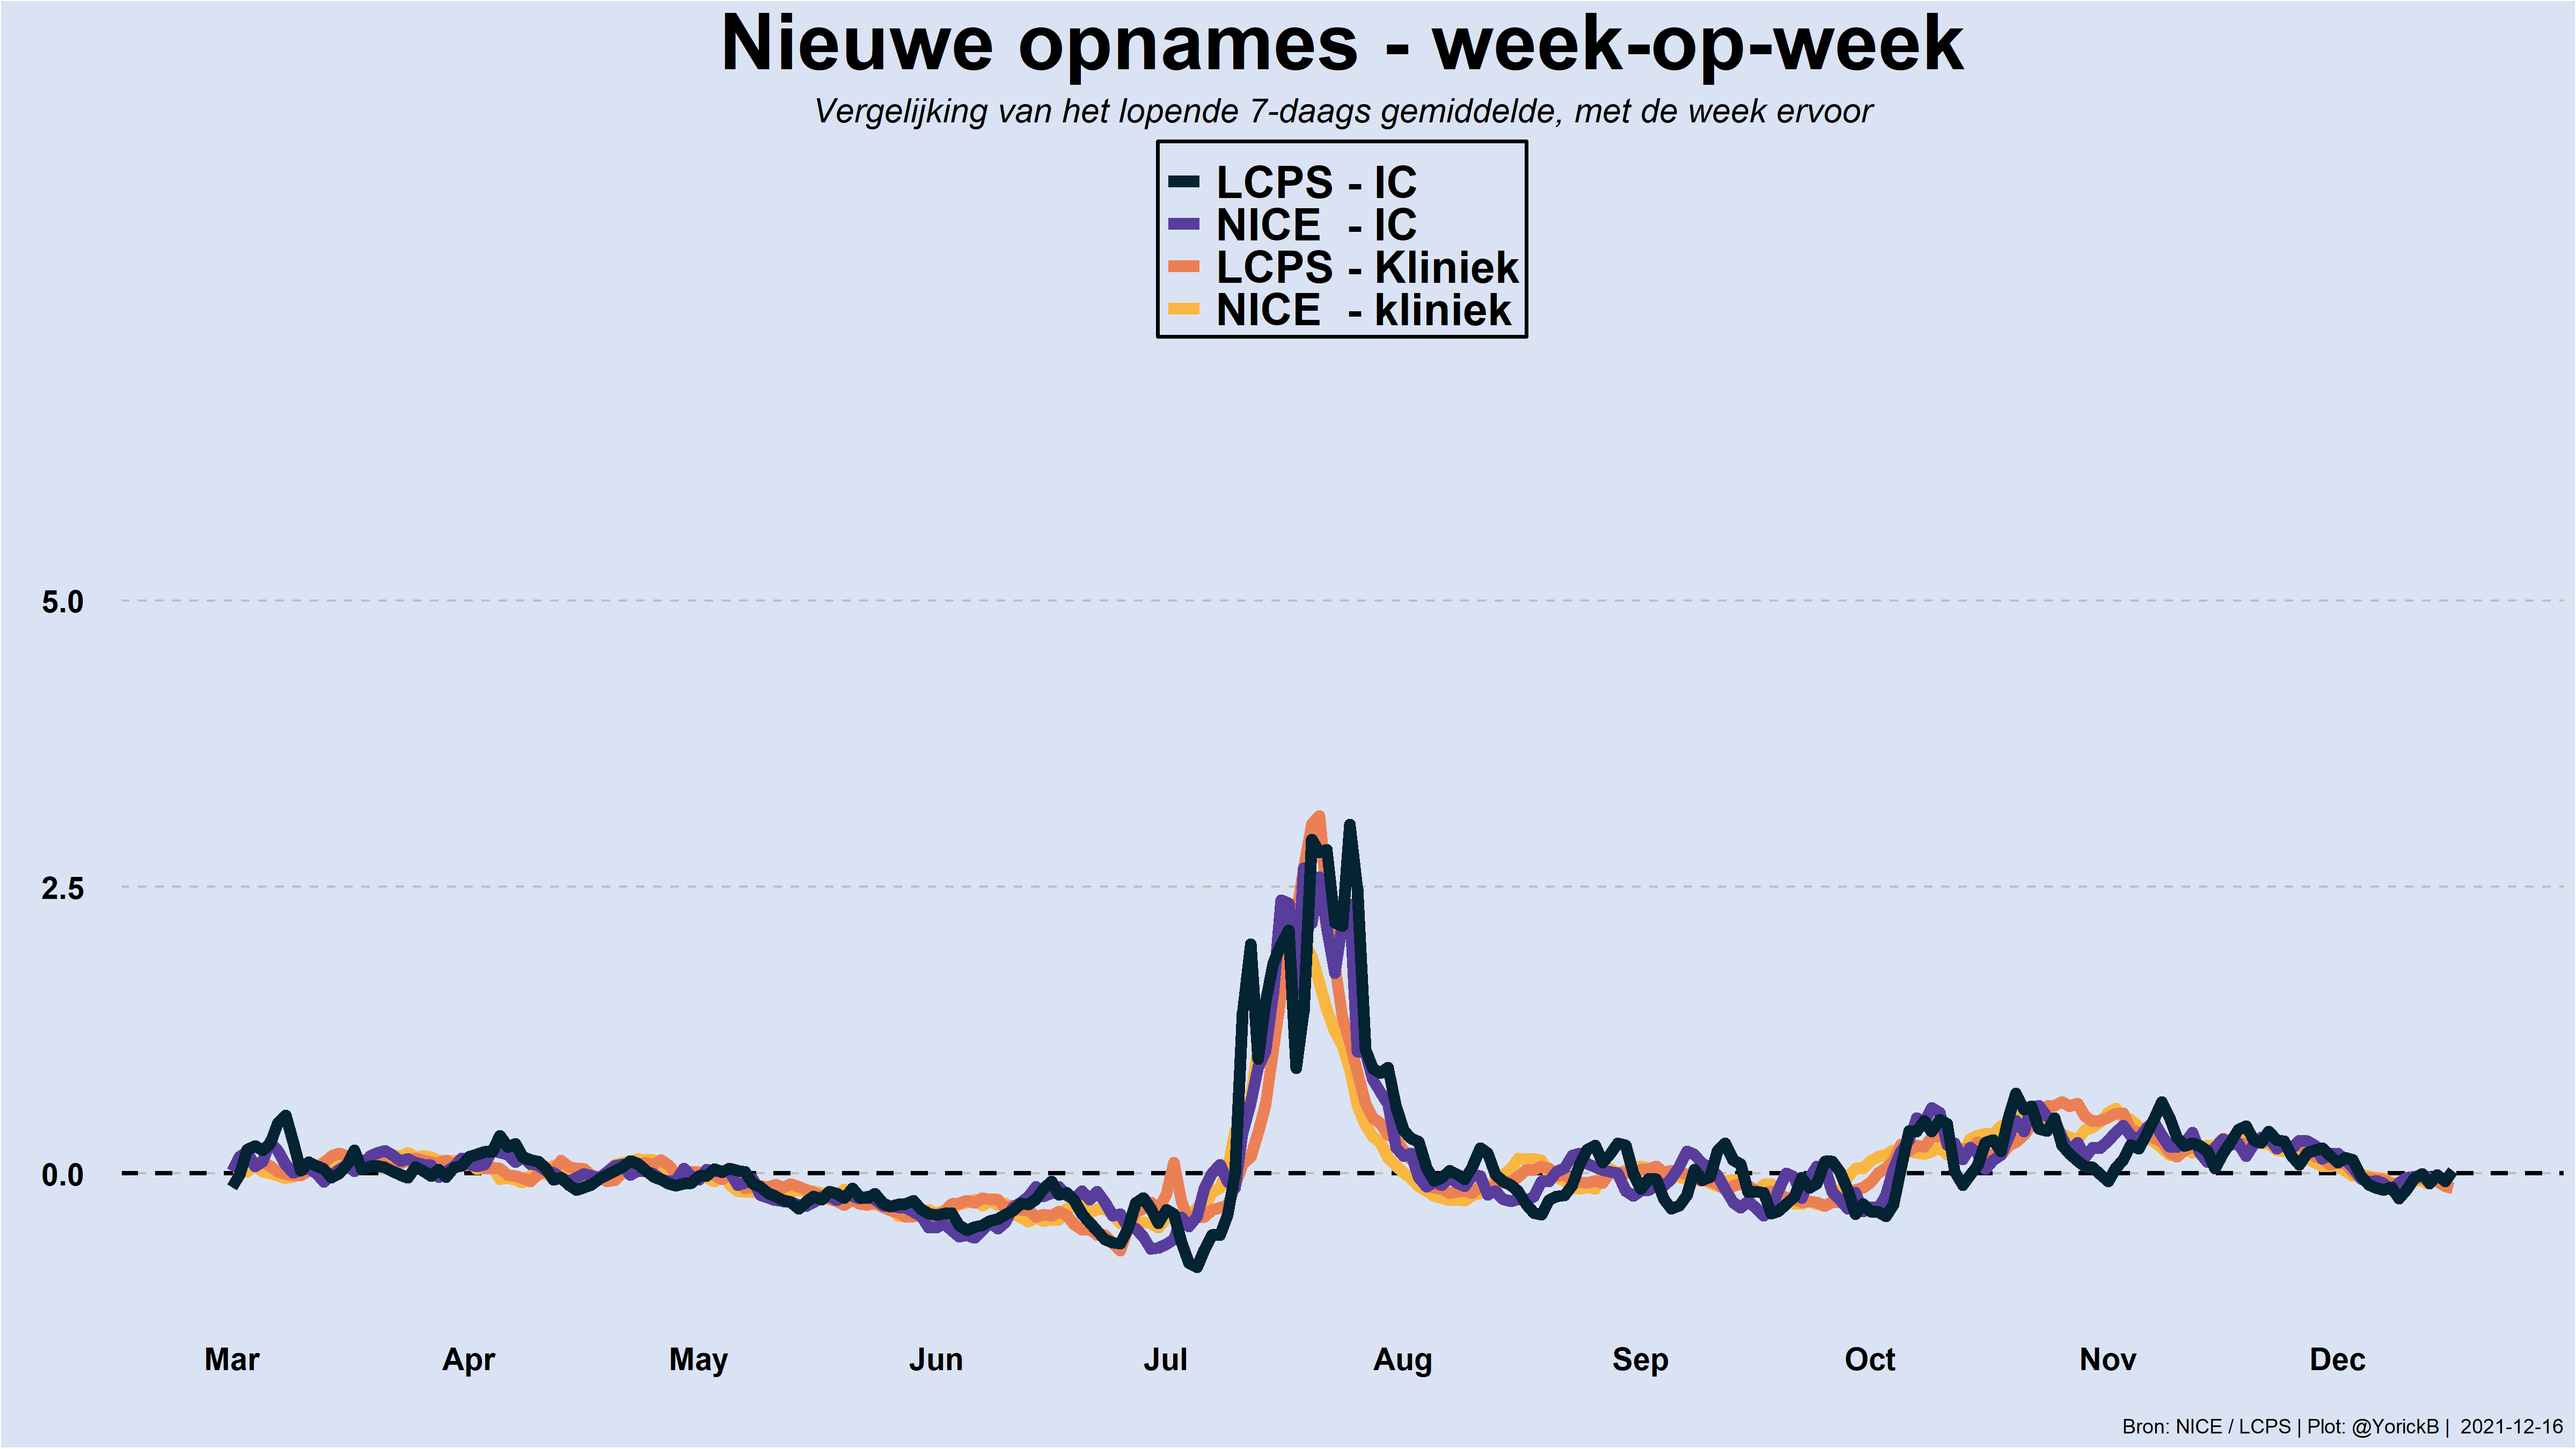 Nieuwe opnames - week-op-week
Vergelijking van het lopende 7-daags gemiddelde, met de week ervoor
LCPS - IC
NICE - IC
LCPS - Kliniek
NICE - kliniek
5.0
2.5
0.0
Mar Apr May Jun Jul Aug Sep Oct Nov Dec
Bron: NICE / LCPS | Plot: @YorickB | 2021-12-16